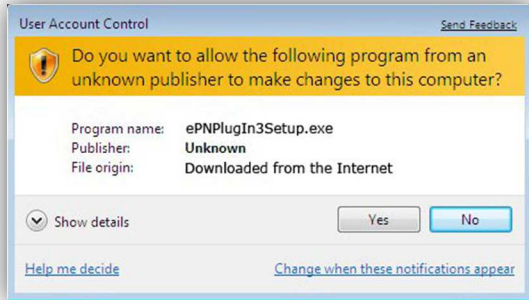 User Account Control
Send Feedback
Do you want to allow the following program from an
unknown publisher to make changes to this computer?
Program name: ePNPlugIn3Setup.exe
Publisher: Unknown
File origin: Downloaded from the Internet
Show details
Yes
No
Help me decide
Change when these notifications appear